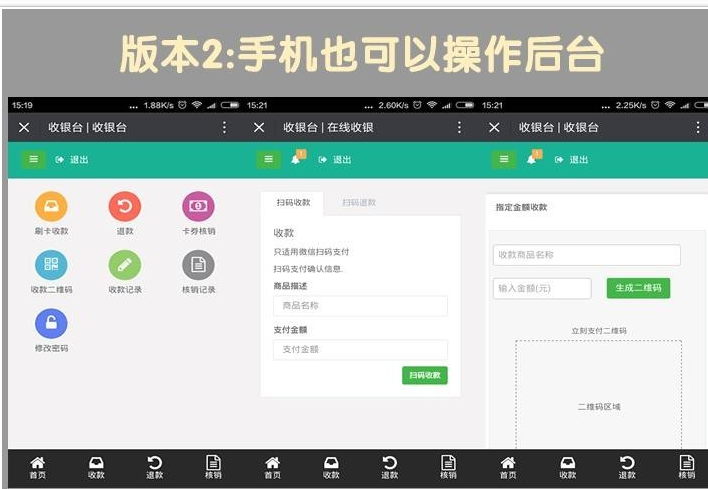 版本2:手机也可以操作后台
15:19
... 1.88K/s
收银台 | 收银台
退出
刷卡收款
退款
卡券核销
收款二维码
收款记录
核销记录
修改密码
首页
收款
退款
核销
15:21
... 2.60K/s
收银台 | 在线收银
1
退出
扫码收款
扫码退款
收款
只适用微信扫码支付
扫码支付确认信息.
商品描述
商品名称
支付金额
支付金额
扫码收款
首页
收款
退款
核销
15:21
... 2.25K/s
收银台 | 收银台
1
退出
指定金额收款
收款商品名称
输入金额(元)
生成二维码
立刻支付二维码
二维码区域
首页
收款
退款
核销